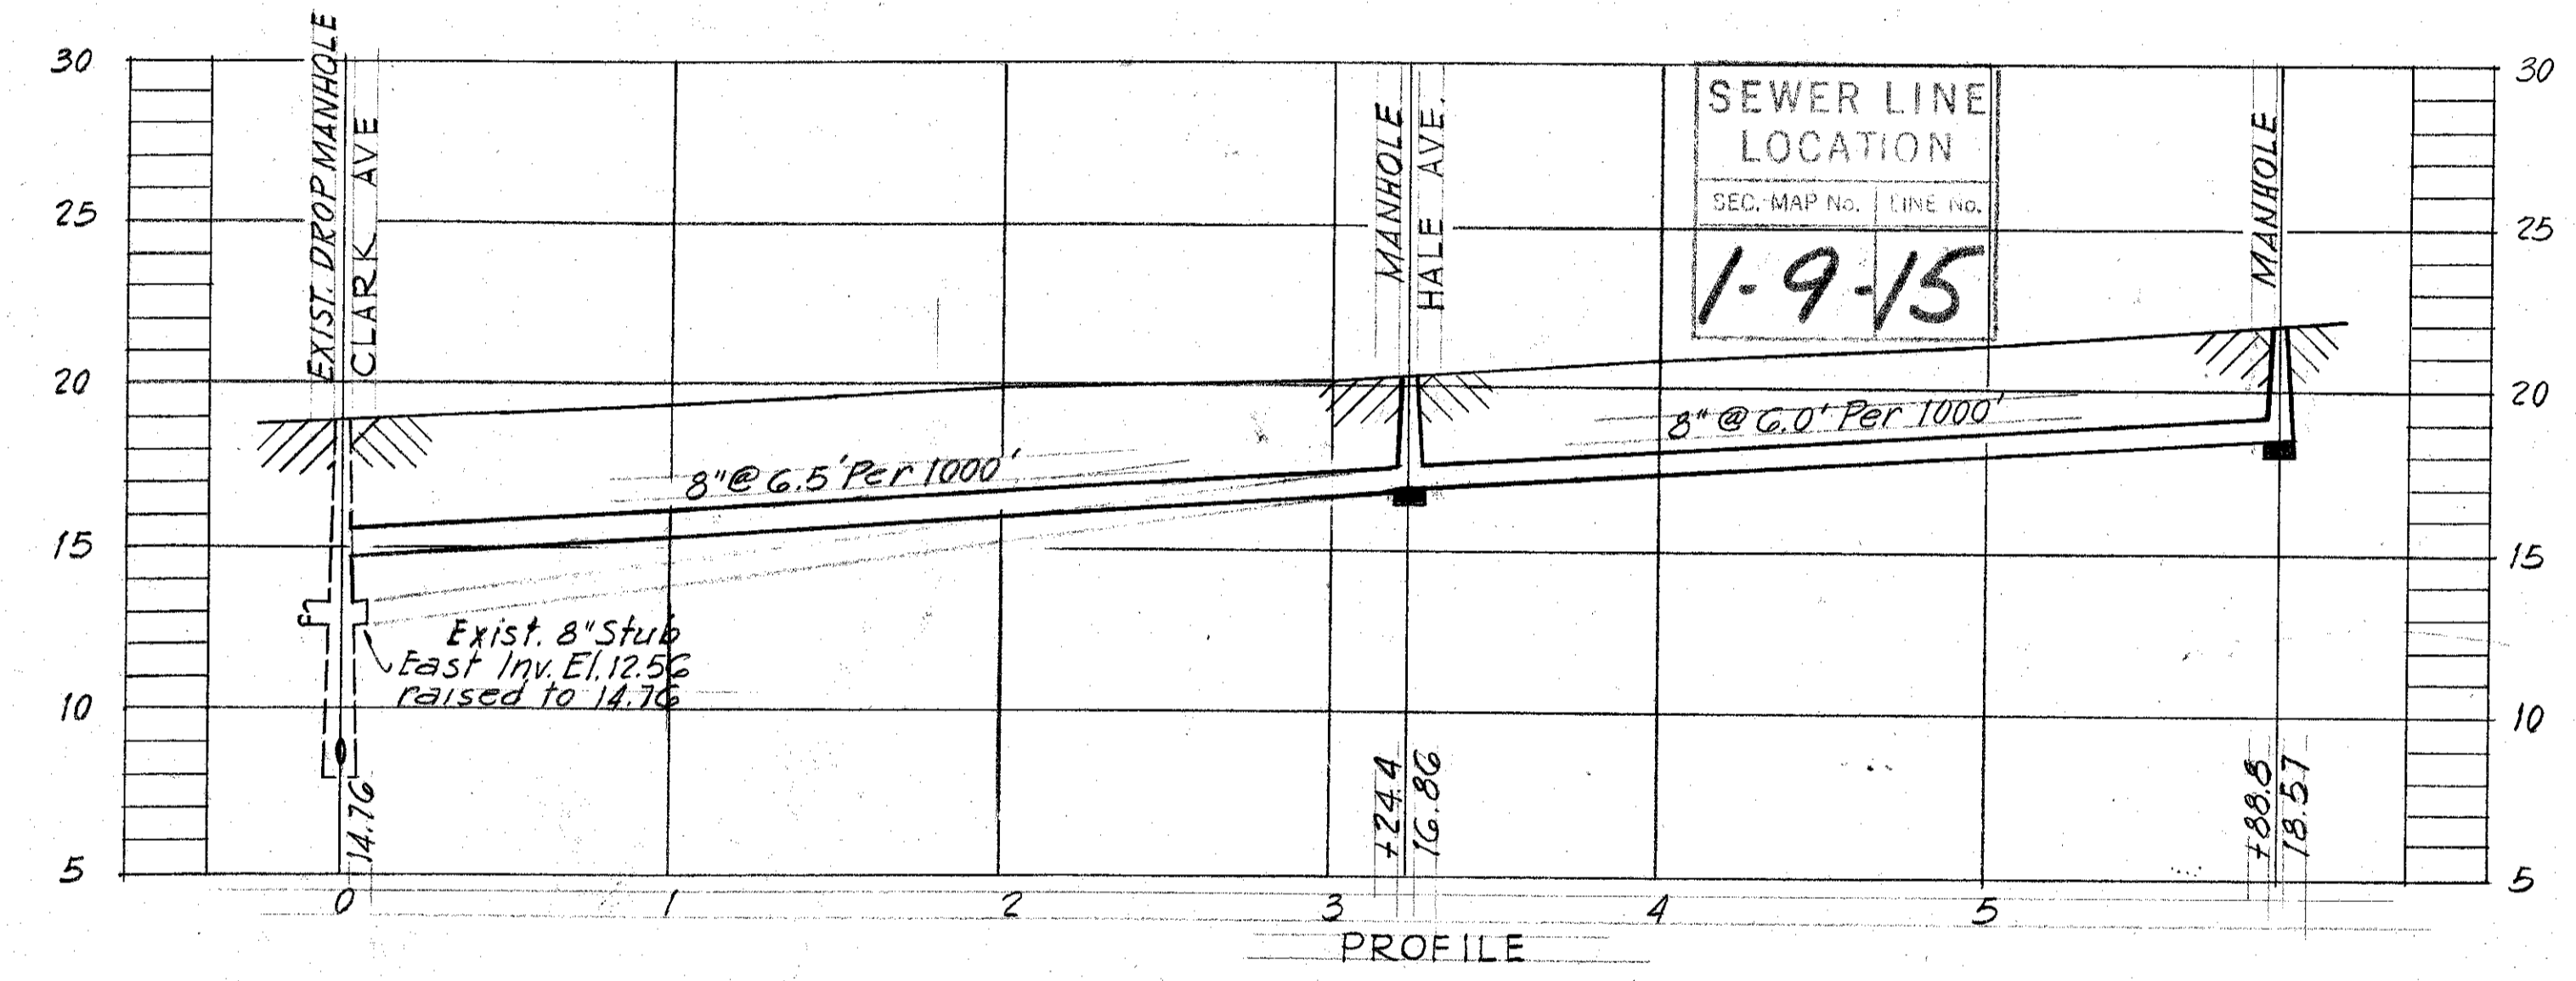 30
25
20
15
10
5
EXIST. DROP MANHOLE
CLARK AVE
MANHOLE
HALE AVE.
SEWER LINE
LOCATION
SEC.-MAP No. LINE No.
1-9-15
MANHOLE
30
25
20
15
10
5
8" @ 6.5' Per 1000'
8" @ 6.0' Per 1000'
Exist. 8" Stub
East Inv. El. 12.56
raised to 14.76
14.76
+24.4
16.86
+88.8
18.57
0 1 2 3 4 5
PROFILE